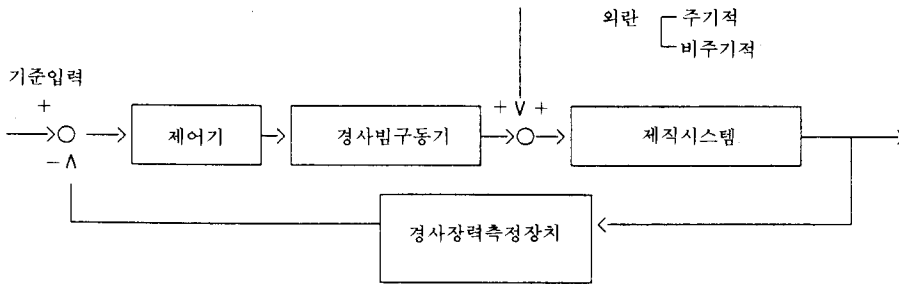 외란 주기적
비주기적
기준입력
+
+ +
제어기
경사빔구동기
제직시스템
-
경사장력측정장치